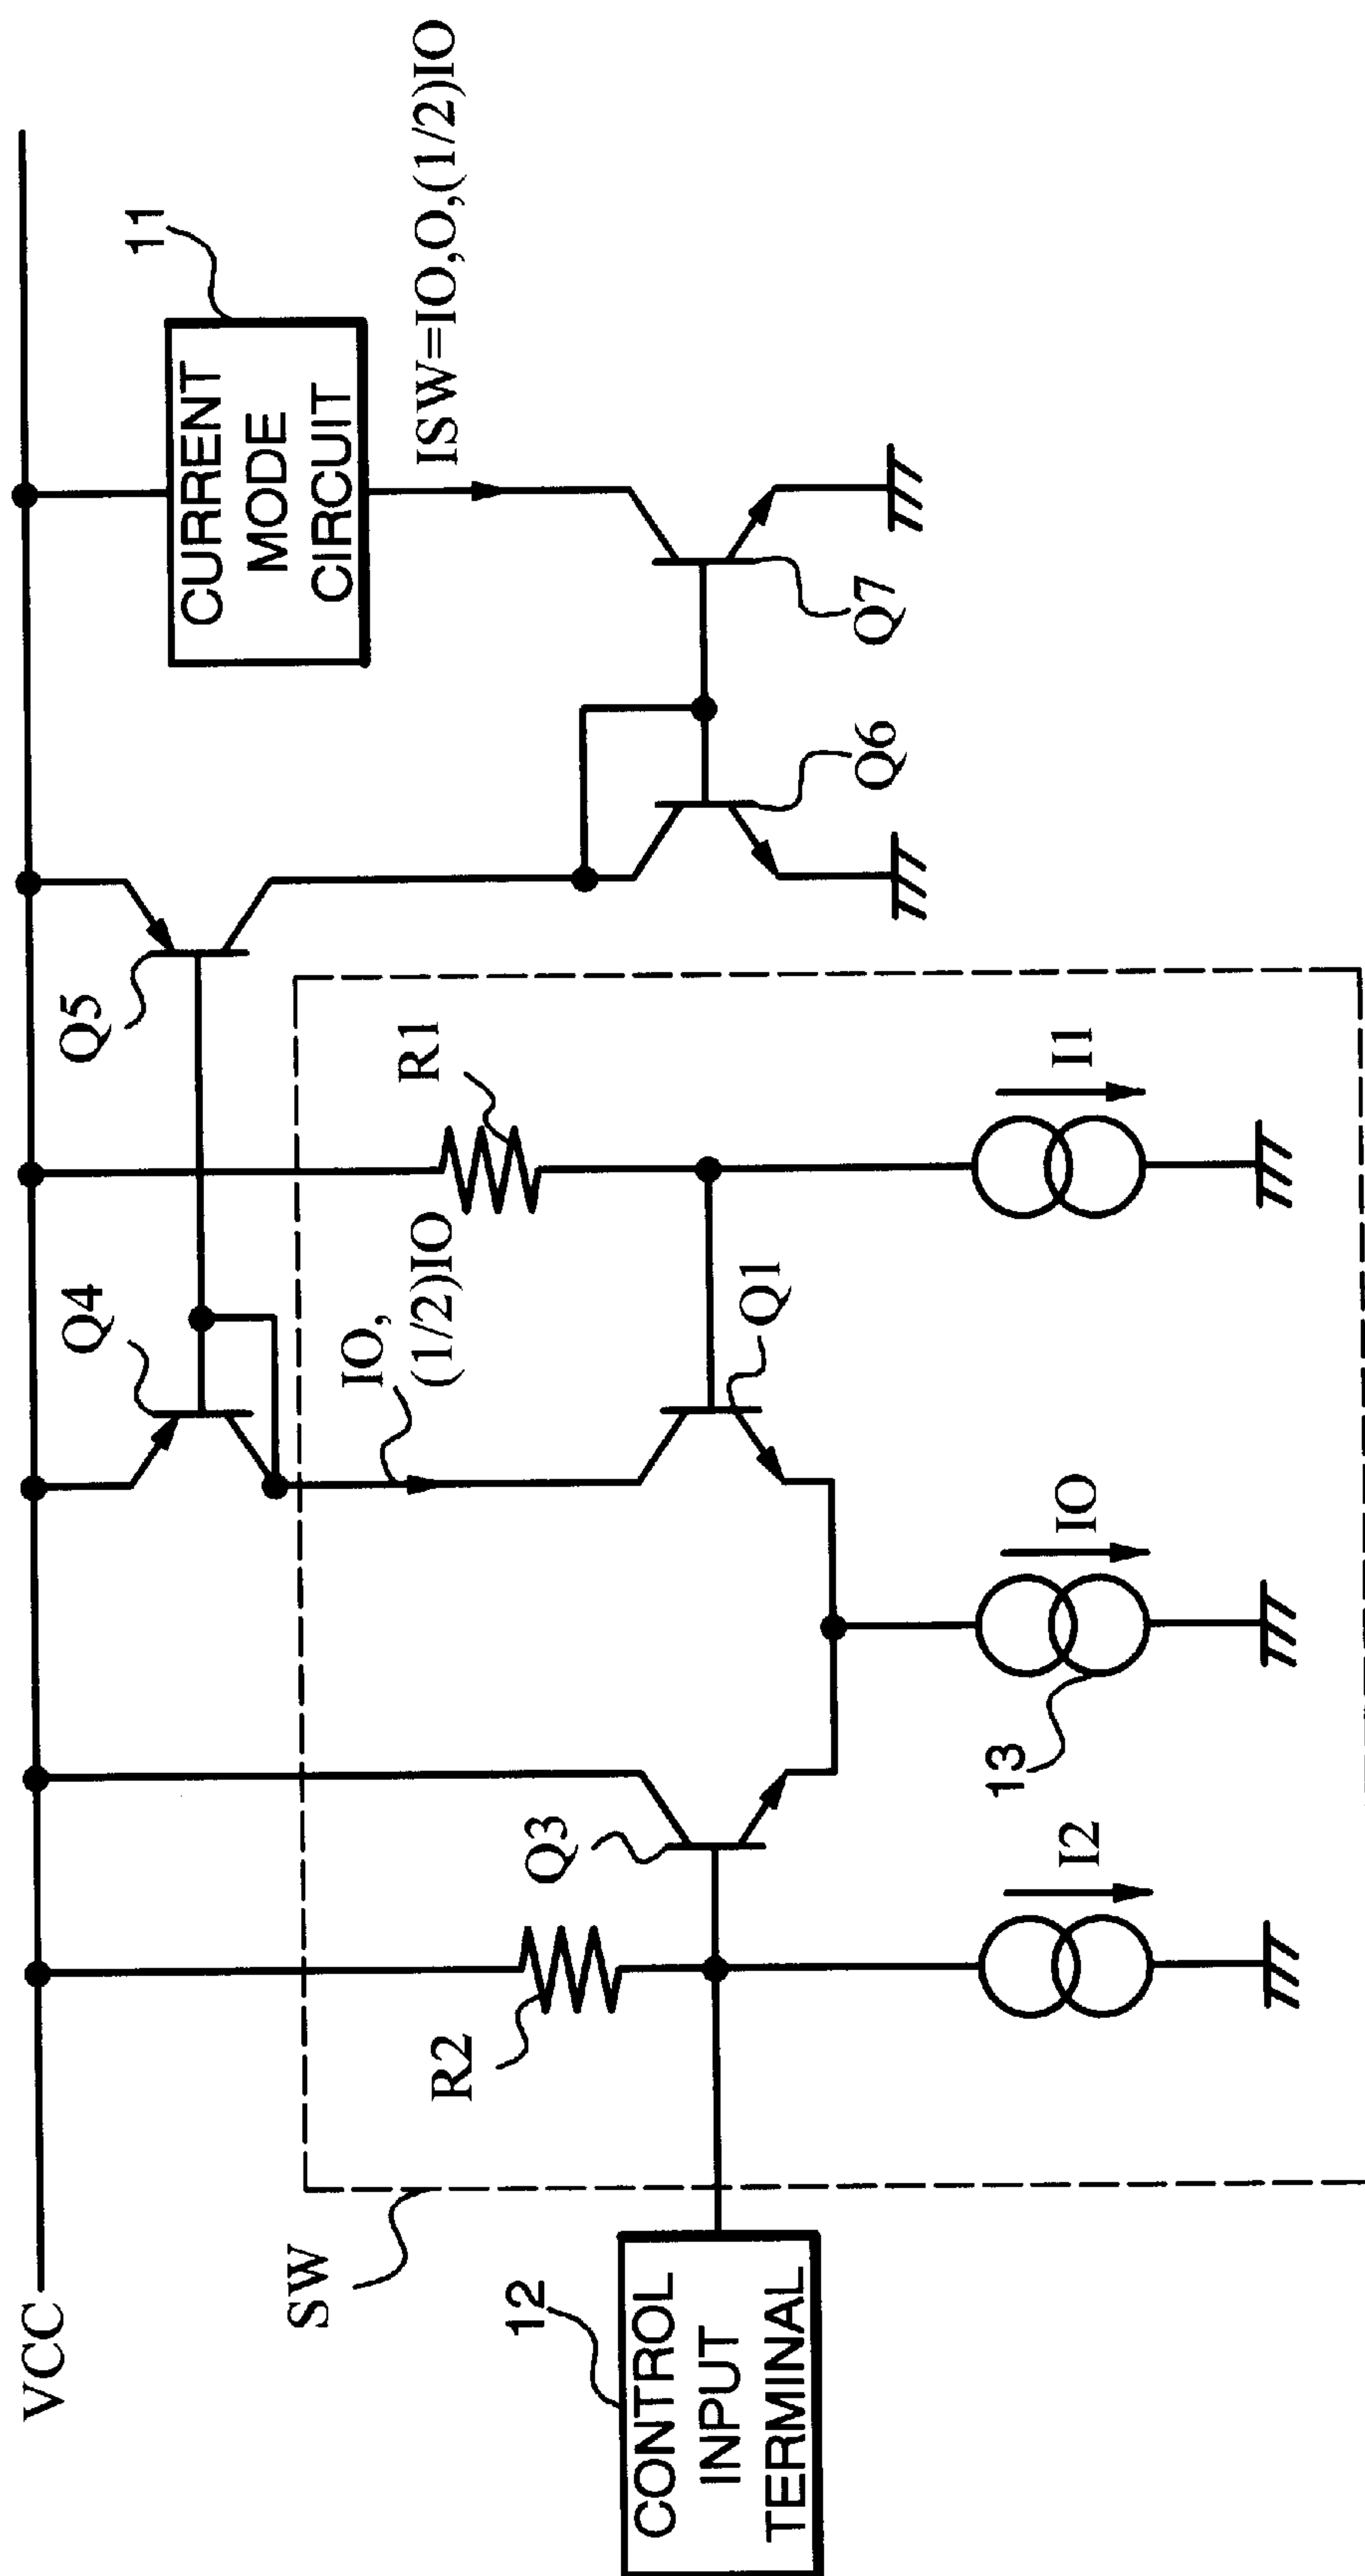 VCC
SW
12
CONTROL
INPUT
TERMINAL
R2
Q3
I2
13
IO
Q4
IO,
(1/2)IO
Q1
R1
I1
Q5
Q6
Q7
11
CURRENT
MODE
CIRCUIT
ISW=IO,O,(1/2)IO